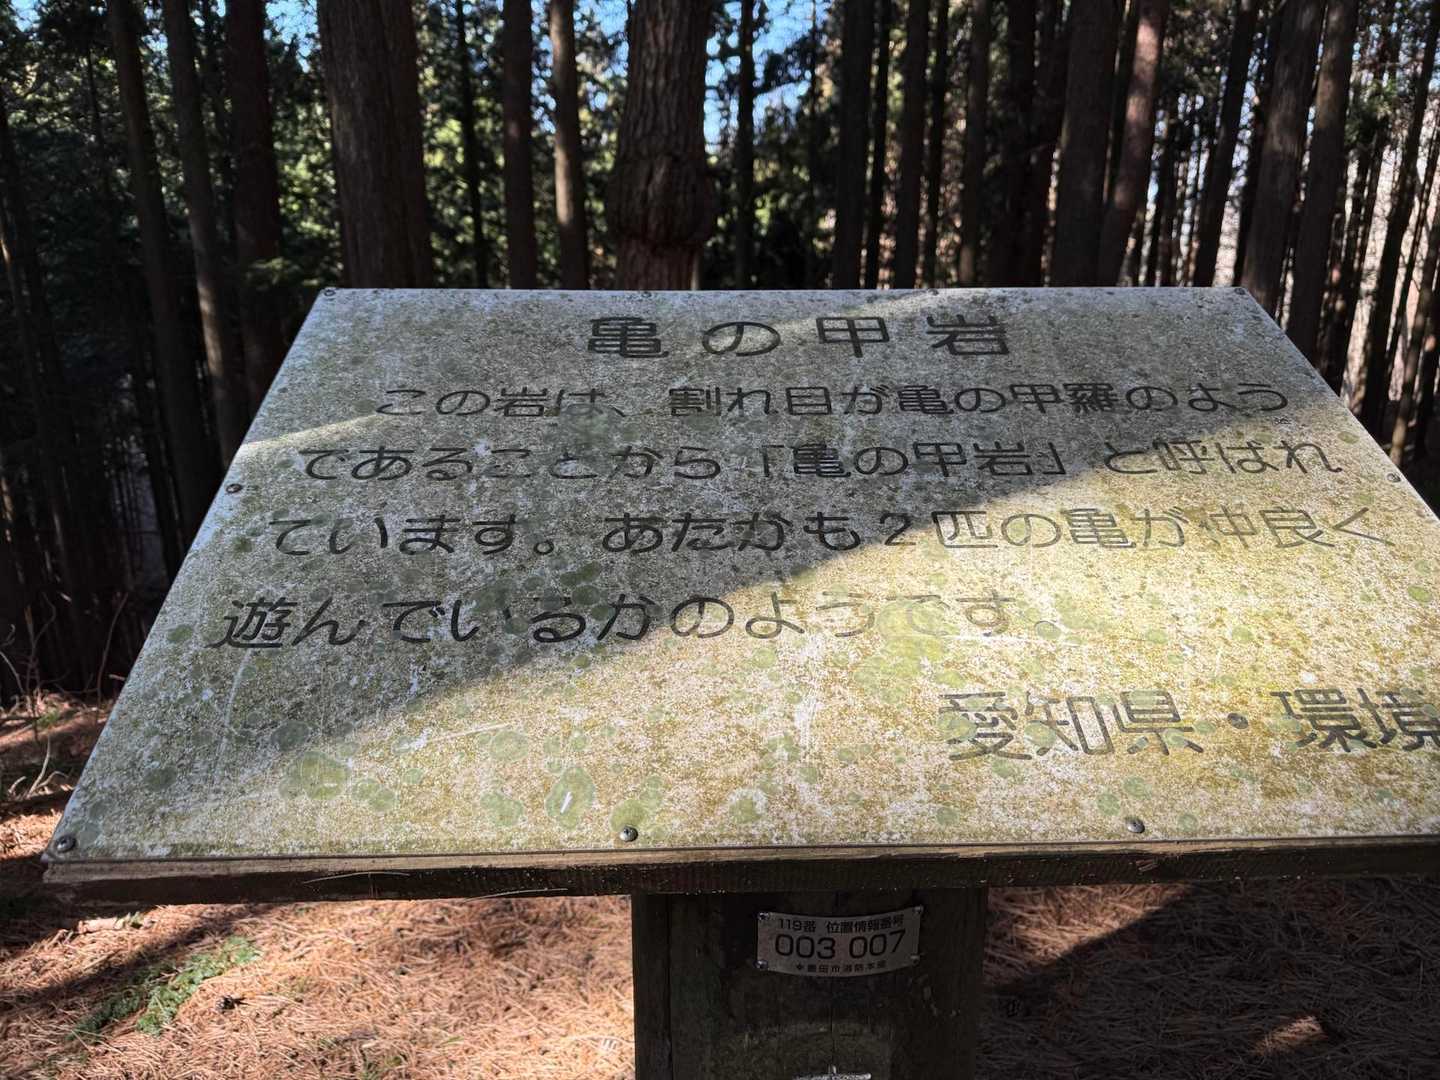 亀の甲岩
この岩は、割れ目が亀の甲羅のよう
であることから「亀の甲岩」と呼ばれ
ています。あたかも2匹の亀が仲良く
遊んでいるかのようです。
愛知県・環境
119番 位置情報番号
003 007
豊田市消防本部